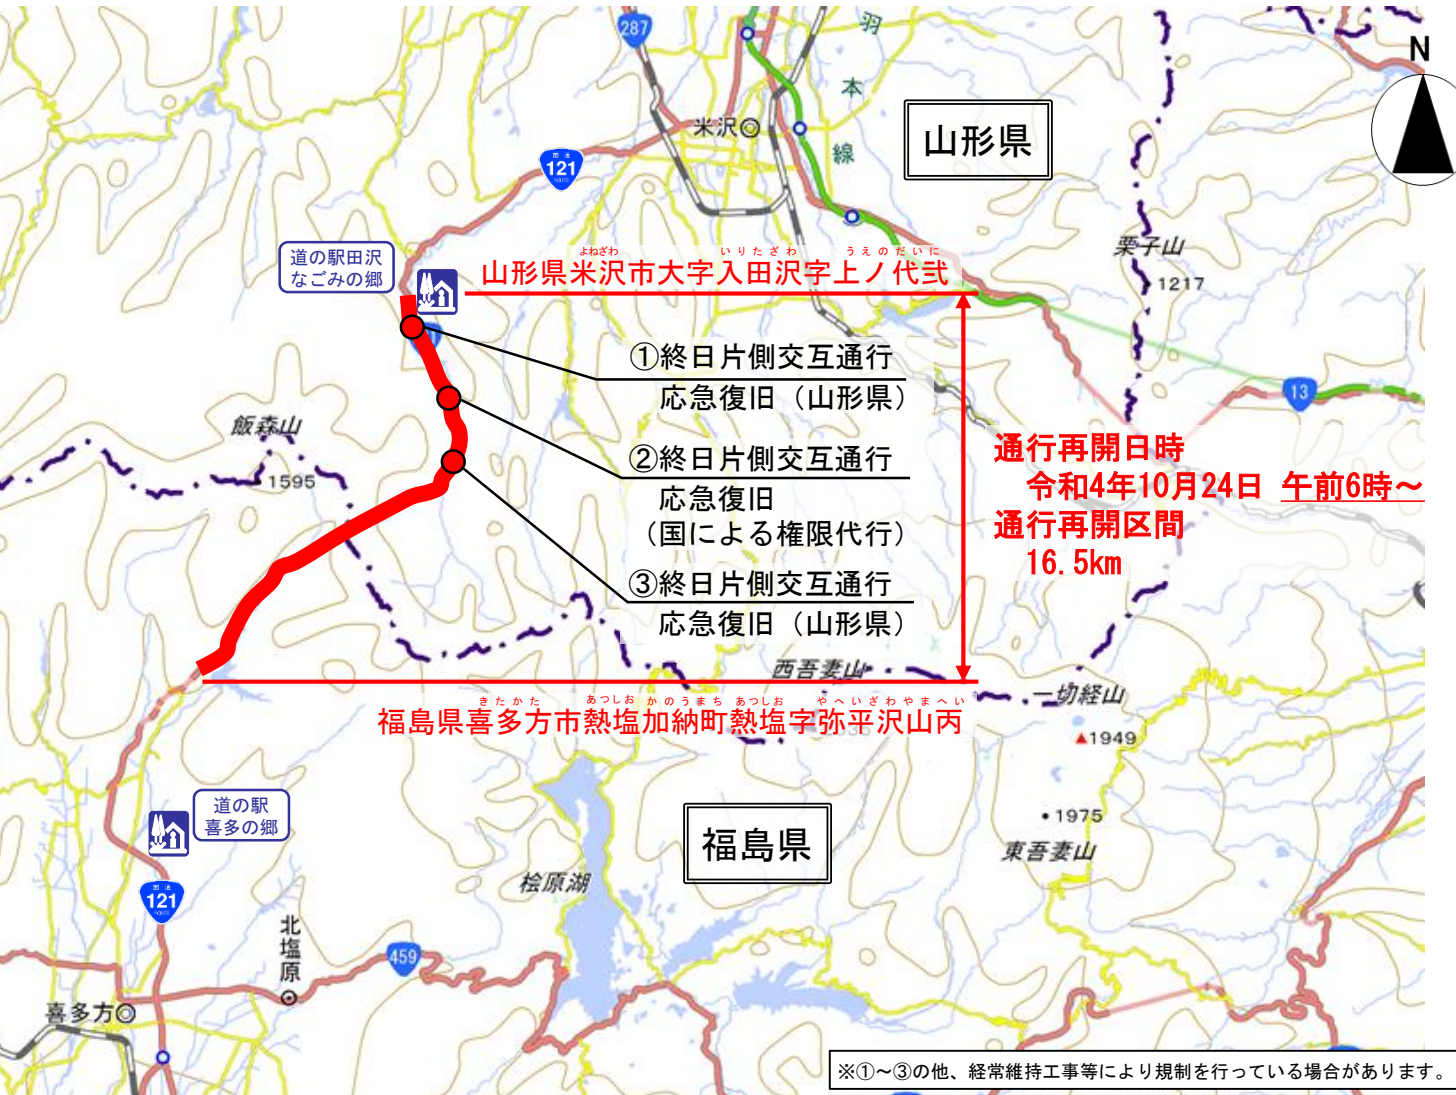 287
羽
本
線
N
米沢
山形県
国道
121
ROUTE
栗子山
1217
道の駅田沢
なごみの郷
よねざわ いりたざわ うえのだいに
山形県米沢市大字入田沢字上ノ代弐
①終日片側交互通行
応急復旧（山形県）
13
飯森山
1595
②終日片側交互通行
応急復旧
（国による権限代行）
通行再開日時
令和4年10月24日 午前6時～
通行再開区間
16.5km
③終日片側交互通行
応急復旧（山形県）
西吾妻山
一切経山
きたかた あつしお かのうまち あつしお やへいざわやまへい
福島県喜多方市熱塩加納町熱塩字弥平沢山丙
1949
道の駅
喜多の郷
1975
東吾妻山
福島県
桧原湖
国道
121
ROUTE
北塩原
459
喜多方
※①～③の他、経常維持工事等により規制を行っている場合があります。